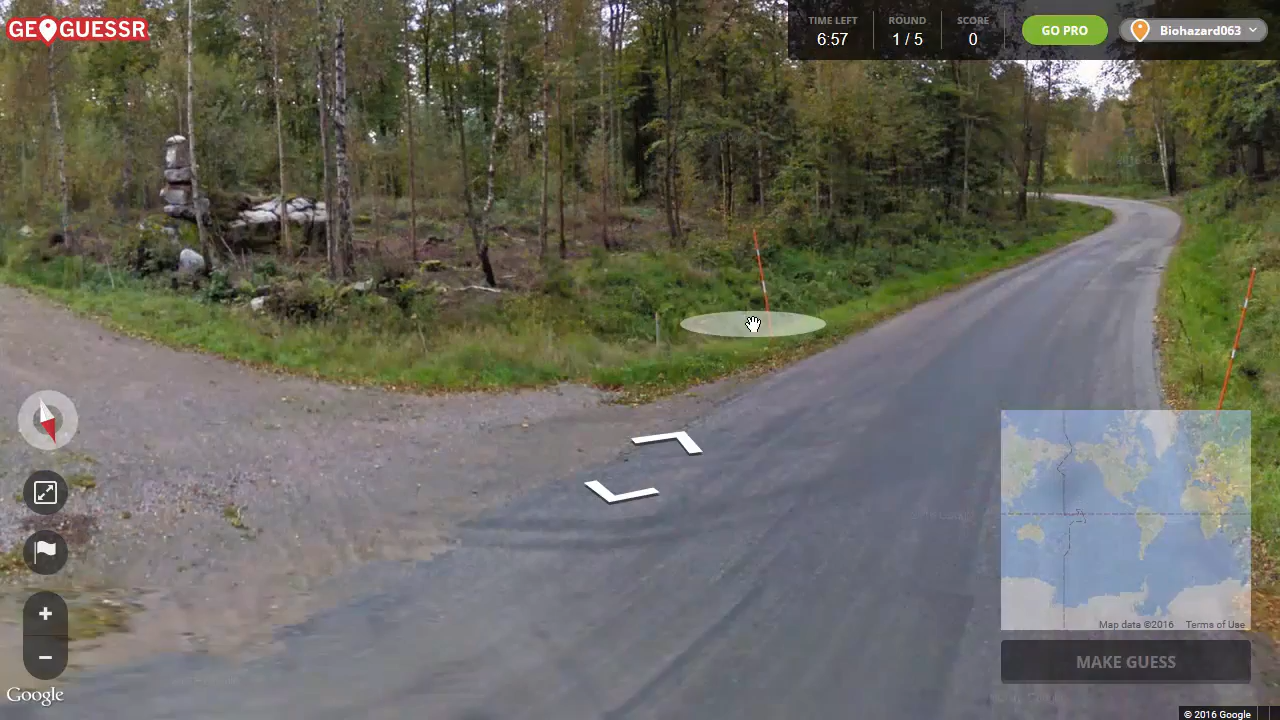 GEOGUESSR
TIME LEFT
6:57
ROUND
1 / 5
SCORE
0
GO PRO
Biohazard063
Map data ©2016 Terms of Use
MAKE GUESS
Google
© 2016 Google